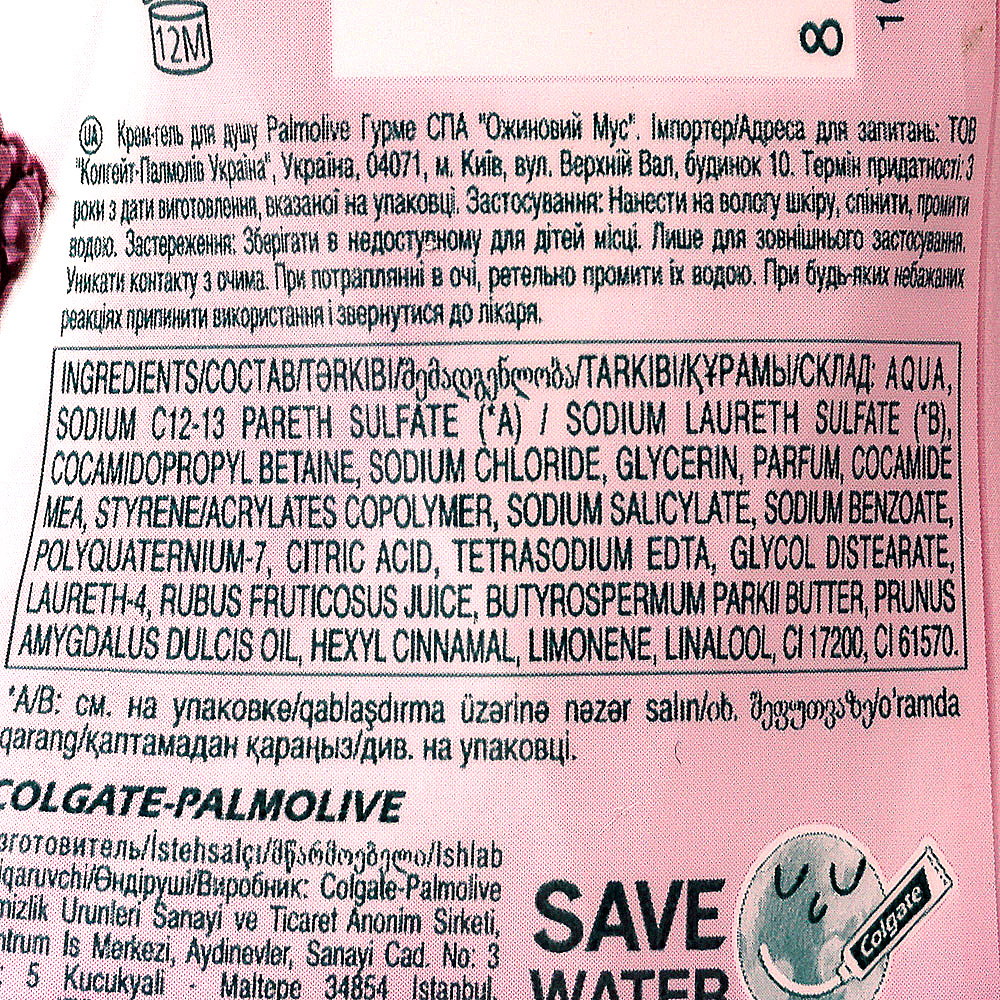 12M
8
UA Крем-гель для душу Palmolive Гурме СПА "Ожиновий Мус". Імпортер/Адреса для запитань: ТОВ
"Колгейт-Палмолів Україна", Україна, 04071, м. Київ, вул. Верхній Вал, будинок 10. Термін придатності: 3
роки з дати виготовлення, вказаної на упаковці. Застосування: Нанести на вологу шкіру, спінити, промити
водою. Застереження: Зберігати в недоступному для дітей місці. Лише для зовнішнього застосування.
Уникати контакту з очима. При потраплянні в очі, ретельно промити їх водою. При будь-яких небажаних
реакціях припинити використання і звернутися до лікаря.
INGREDIENTS/СОСТАВ/TƏRKIBI/შემადგენლობა/TARKIBI/ҚҰРАМЫ/СКЛАД: AQUA,
SODIUM C12-13 PARETH SULFATE (*A) / SODIUM LAURETH SULFATE (*B),
COCAMIDOPROPYL BETAINE, SODIUM CHLORIDE, GLYCERIN, PARFUM, COCAMIDE
MEA, STYRENE/ACRYLATES COPOLYMER, SODIUM SALICYLATE, SODIUM BENZOATE,
POLYQUATERNIUM-7, CITRIC ACID, TETRASODIUM EDTA, GLYCOL DISTEARATE,
LAURETH-4, RUBUS FRUTICOSUS JUICE, BUTYROSPERMUM PARKII BUTTER, PRUNUS
AMYGDALUS DULCIS OIL, HEXYL CINNAMAL, LIMONENE, LINALOOL, CI 17200, CI 61570.
*A/B: см. на упаковке/qablaşdırma üzərinə nəzər salın/იხ. შეფუთვაზე/o'ramda
qarang/қаптамадан қараңыз/див. на упаковці.
COLGATE-PALMOLIVE
зготовитель/İstehsalçı/მწარმოებელი/Ishlab
iqaruvchi/Өндіруші/Виробник: Colgate-Palmolive
mizlik Urunleri Sanayi ve Ticaret Anonim Sirketi,
ntrum Is Merkezi, Aydinevler, Sanayi Cad. No: 3
: 5 Kucukyali - Maltepe 34854 Istanbul,
SAVE
WATER
Colgate